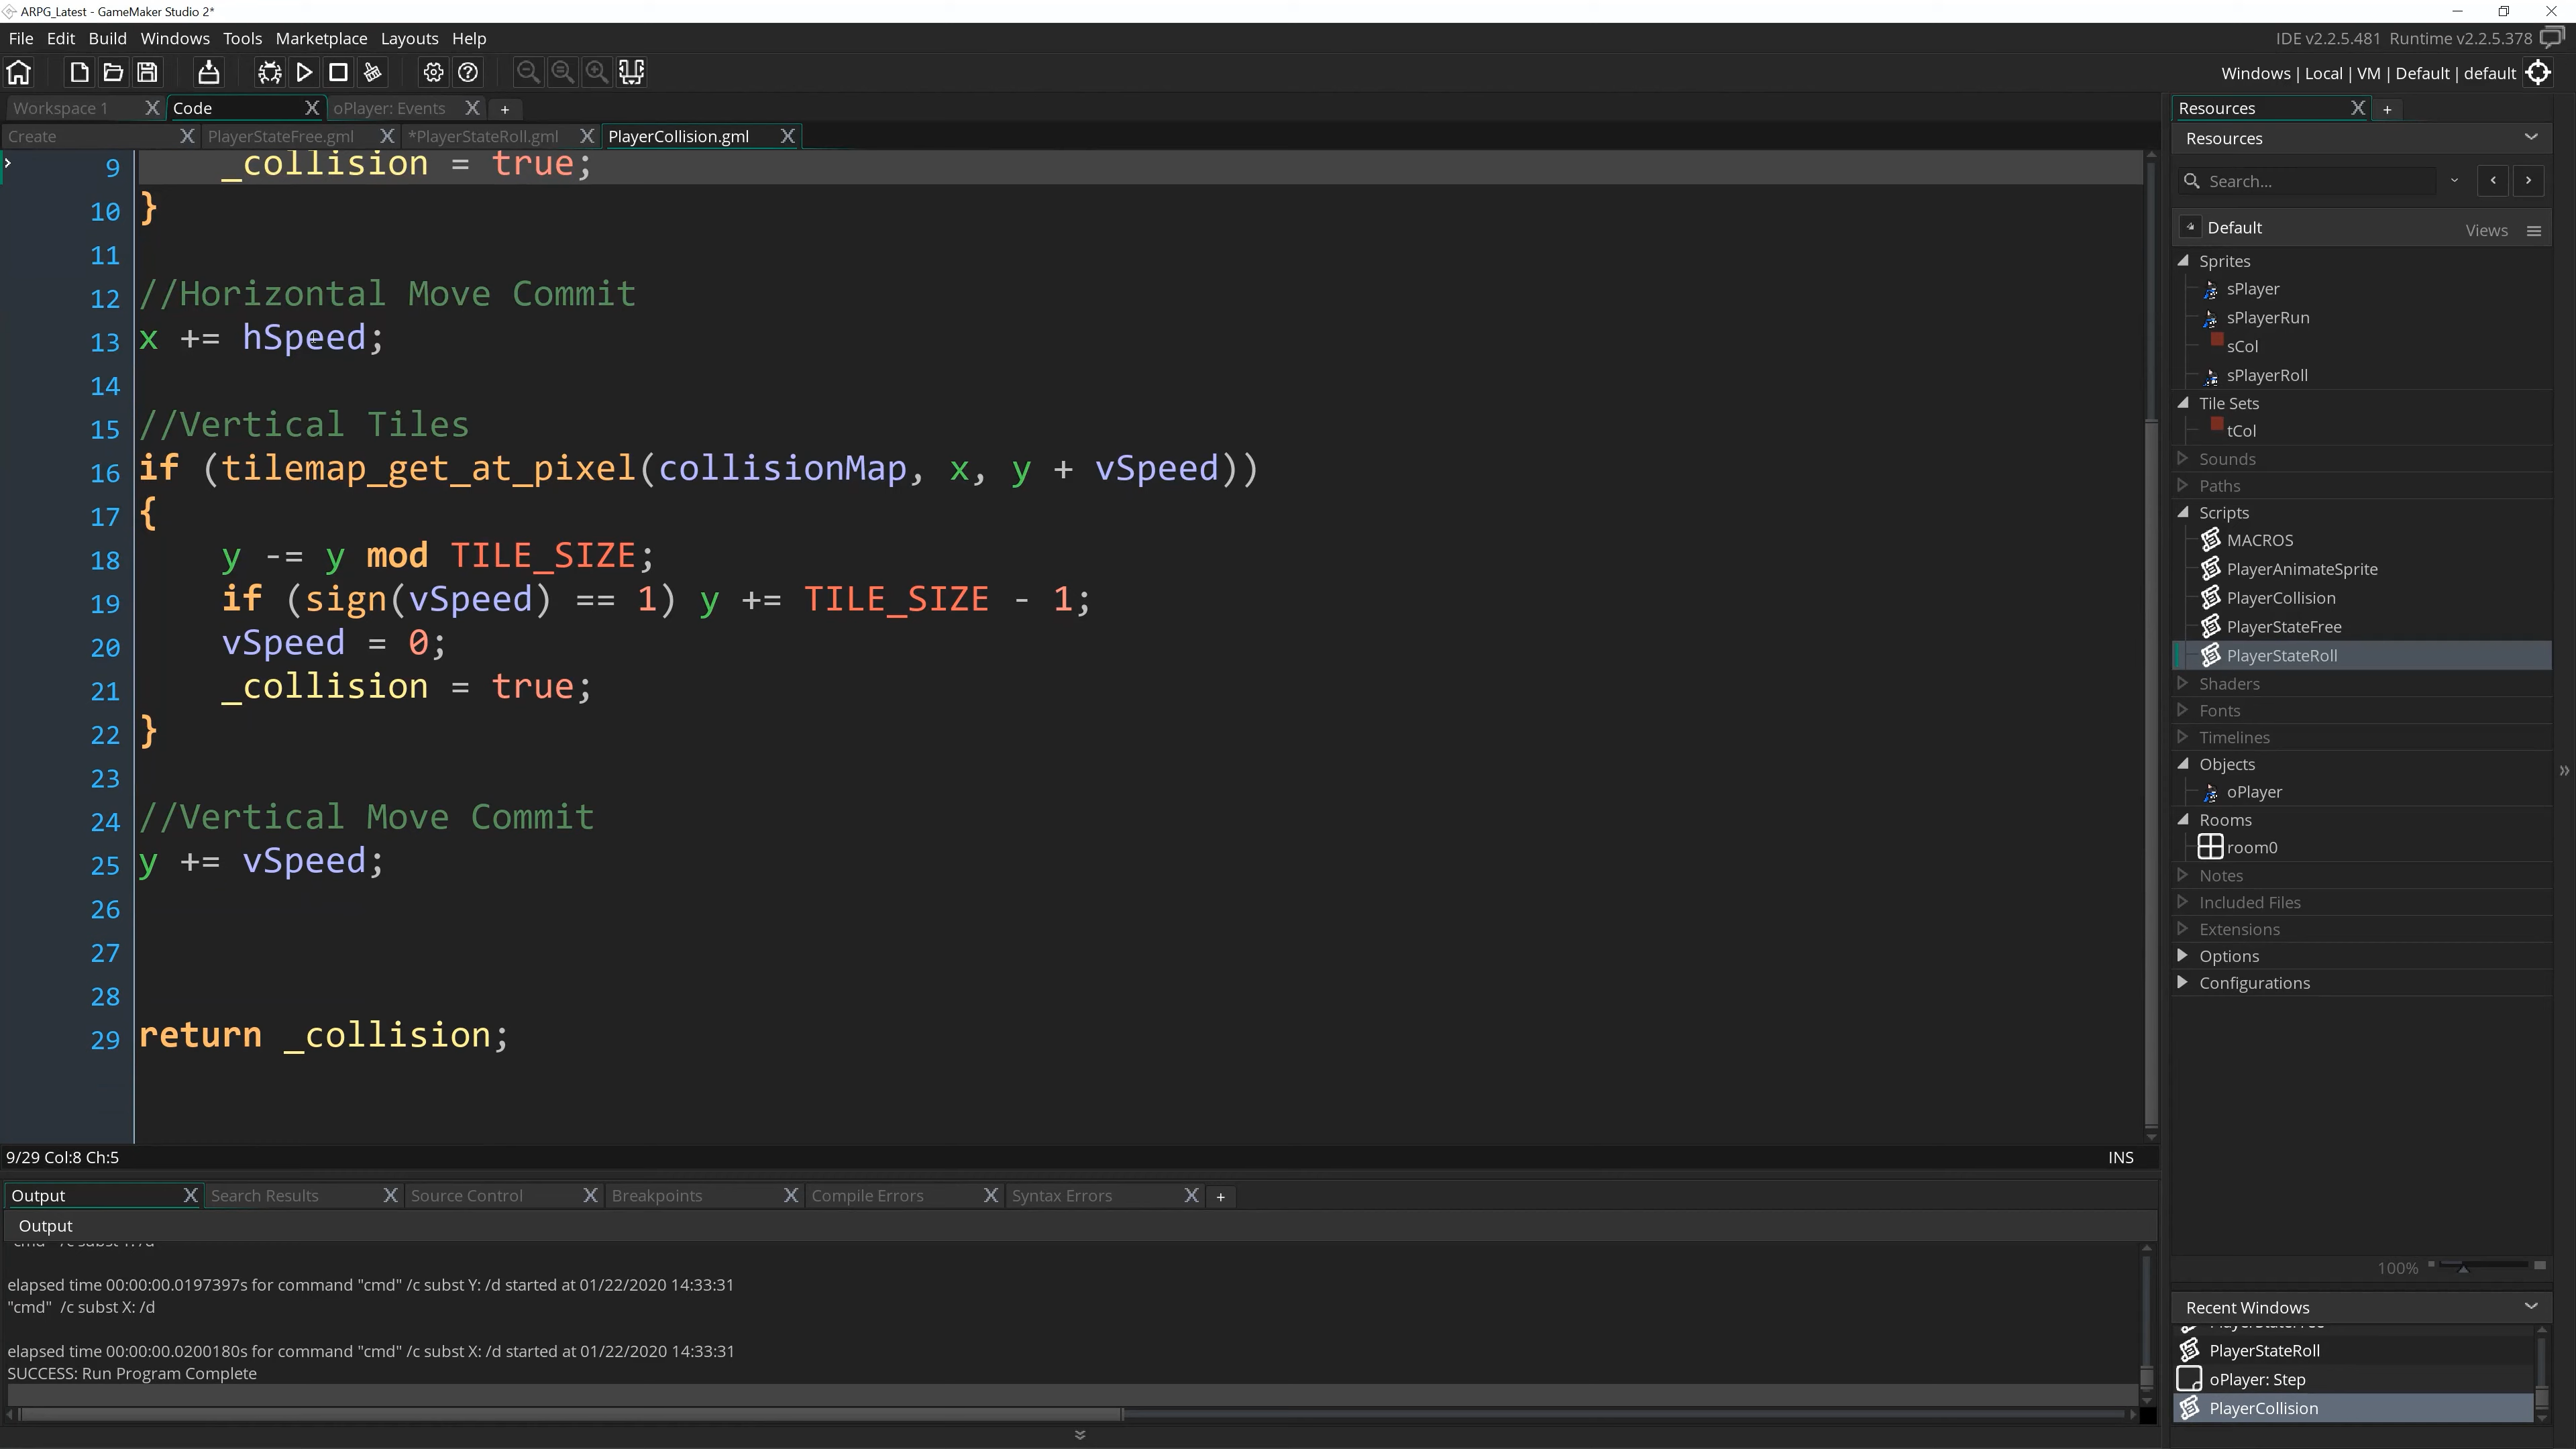 ARPG_Latest - GameMaker Studio 2*
File Edit Build Windows Tools Marketplace Layouts Help
IDE v2.2.5.481 Runtime v2.2.5.378
Windows | Local | VM | Default | default
Workspace 1 X Code X oPlayer: Events X +
Create X PlayerStateFree.gml X *PlayerStateRoll.gml X PlayerCollision.gml X
9 _collision = true;
10 }
11
12 //Horizontal Move Commit
13 x += hSpeed;
14
15 //Vertical Tiles
16 if (tilemap_get_at_pixel(collisionMap, x, y + vSpeed))
17 {
18 y -= y mod TILE_SIZE;
19 if (sign(vSpeed) == 1) y += TILE_SIZE - 1;
20 vSpeed = 0;
21 _collision = true;
22 }
23
24 //Vertical Move Commit
25 y += vSpeed;
26
27
28
29 return _collision;
9/29 Col:8 Ch:5
INS
Output X Search Results X Source Control X Breakpoints X Compile Errors X Syntax Errors X +
Output
elapsed time 00:00:00.0197397s for command "cmd" /c subst Y: /d started at 01/22/2020 14:33:31
"cmd" /c subst X: /d
elapsed time 00:00:00.0200180s for command "cmd" /c subst X: /d started at 01/22/2020 14:33:31
SUCCESS: Run Program Complete
Resources X +
Resources
Search...
Default
Views
Sprites
sPlayer
sPlayerRun
sCol
sPlayerRoll
Tile Sets
tCol
Sounds
Paths
Scripts
MACROS
PlayerAnimateSprite
PlayerCollision
PlayerStateFree
PlayerStateRoll
Shaders
Fonts
Timelines
Objects
oPlayer
Rooms
room0
Notes
Included Files
Extensions
Options
Configurations
100%
Recent Windows
PlayerStateRoll
oPlayer: Step
PlayerCollision